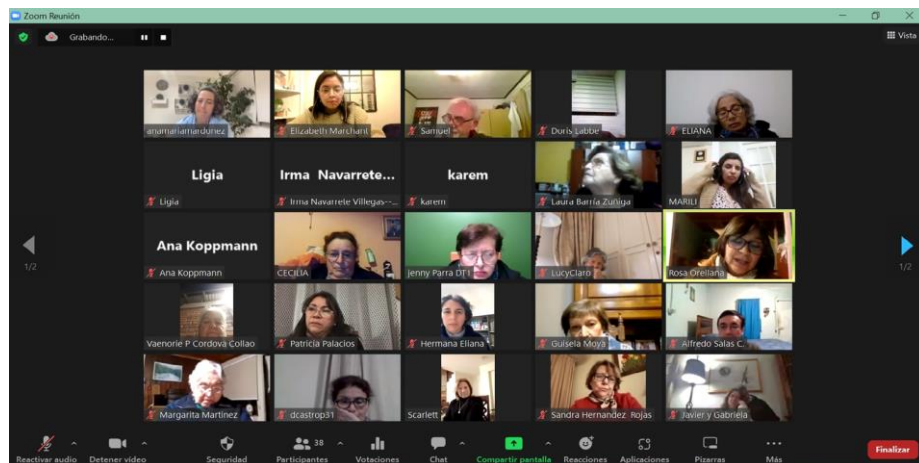 Zoom Reunión
Grabando...
Vista
anamariamardonez
Elizabeth Marchant
Samuel
Doris Labbe
ELIANA
Ligia
Irma Navarrete...
karem
Ligia
Irma Navarrete Villegas--...
karem
Laura Barría Zuñiga
MARILI
Ana Koppmann
Ana Koppmann
CECILIA
Jenny Parra DT1
LucyClaro
Rosa Orellana
1/2
1/2
Vaenorie P Cordova Collao
Patricia Palacios
Hermana Eliana
Guisela Moya
Alfredo Salas C.
Margarita Martinez
dcastrop31
Scarlett
Sandra Hernandez Rojas
Javier y Gabriela
Reactivar audio
Detener video
Seguridad
38
Participantes
Votaciones
Chat
Compartir pantalla
Reacciones
Aplicaciones
Pizarras
Más
Finalizar